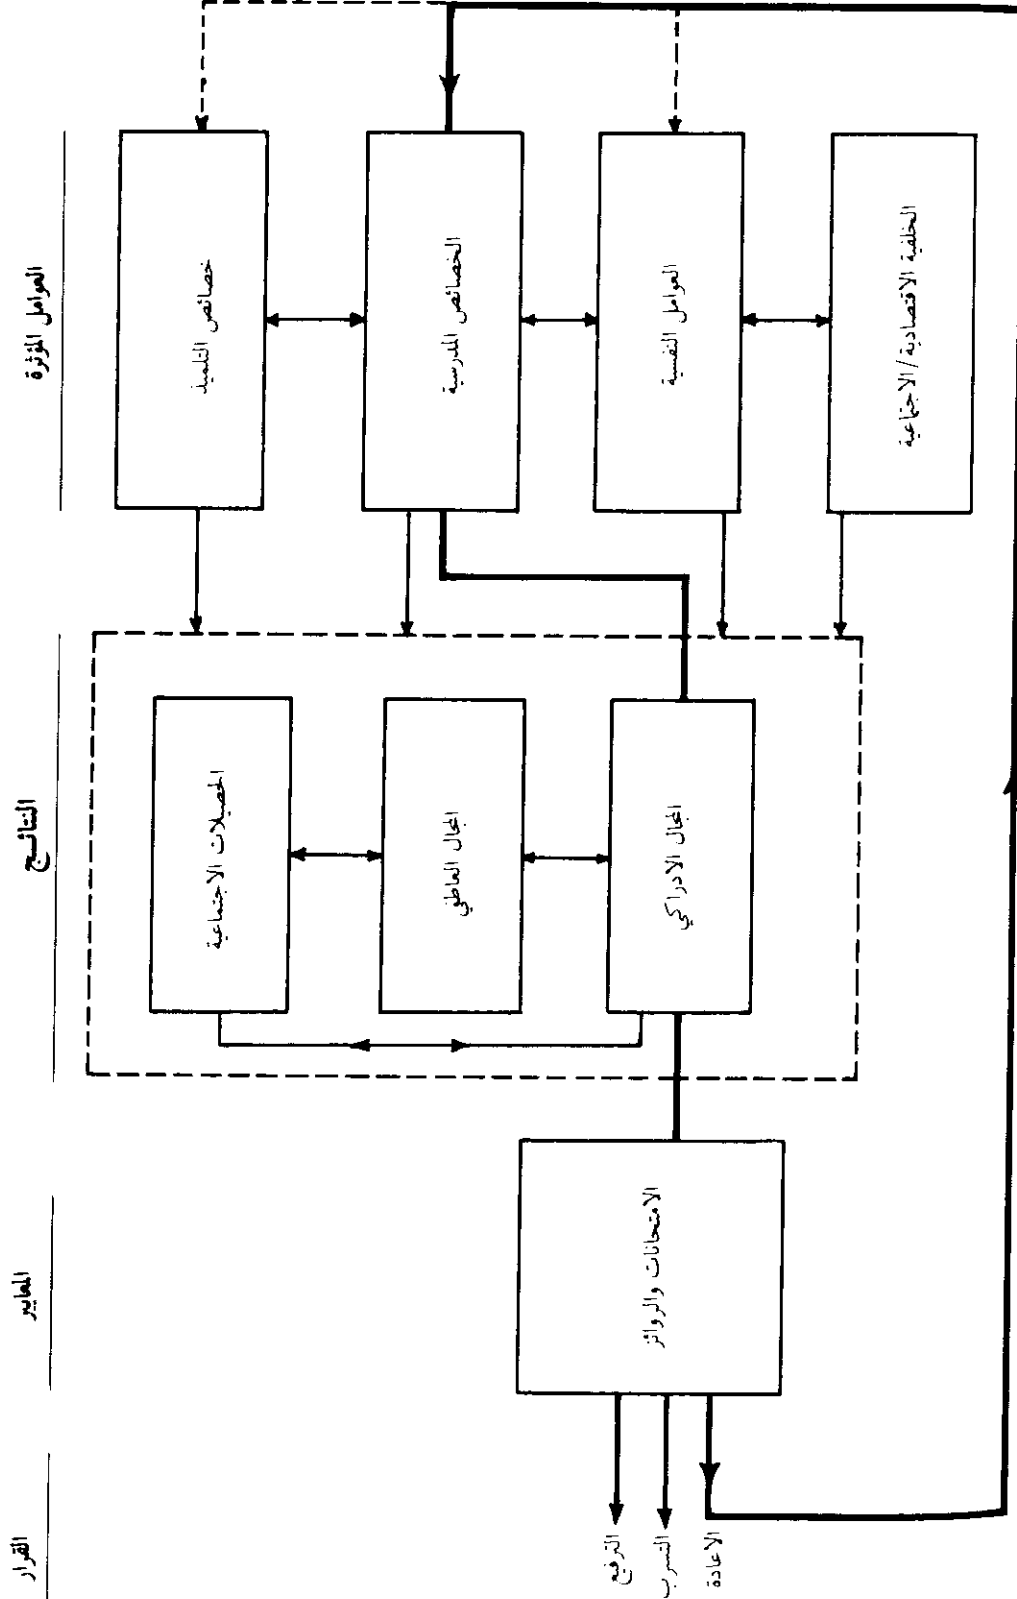 العوامل المؤثرة
خصائص التلميذ
الخصائص المدرسية
العوامل النفسية
الخلفية الاقتصادية/الاجتماعية
النتائج
الحصيلات الاجتماعية
المجال العاطفي
المجال الادراكي
المعايير
الامتحانات والروائز
القرار
الترفيع
التسرب
الاعادة